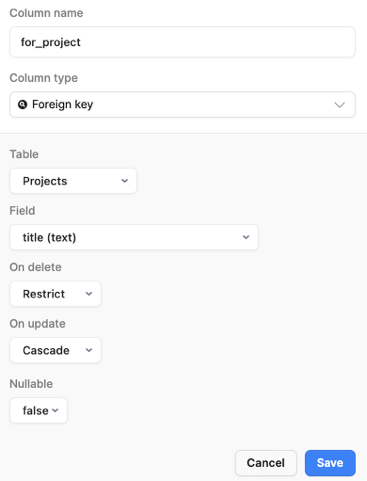 Column name
for_project
Column type
Foreign key
Table
Projects
Field
title (text)
On delete
Restrict
On update
Cascade
Nullable
false
Cancel Save